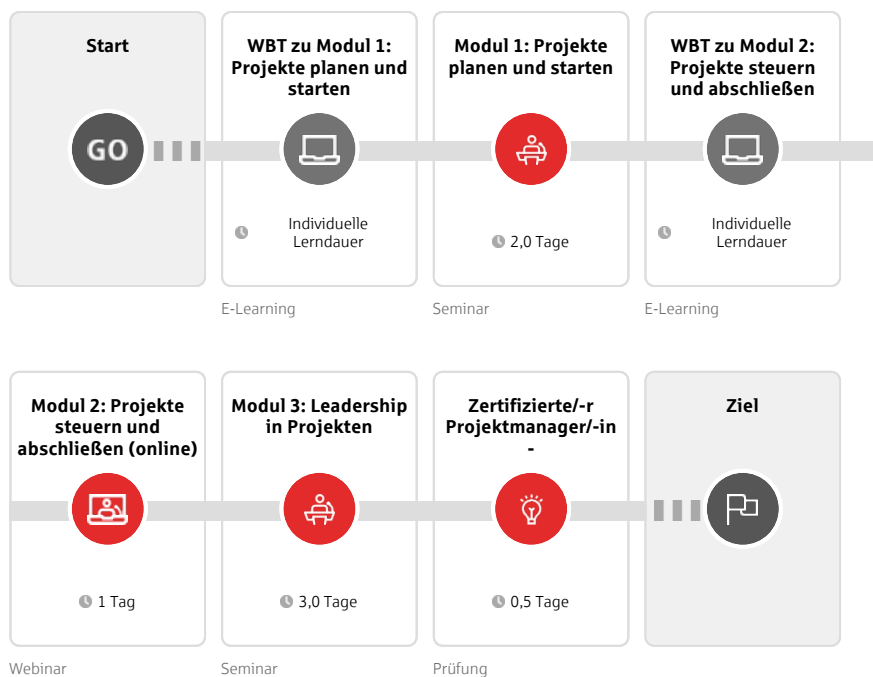 Start
GO
WBT zu Modul 1:
Projekte planen und
starten
Individuelle
Lerndauer
E-Learning
Modul 1: Projekte
planen und starten
2,0 Tage
Seminar
WBT zu Modul 2:
Projekte steuern
und abschließen
Individuelle
Lerndauer
E-Learning
Modul 2: Projekte
steuern und
abschließen (online)
1 Tag
Webinar
Modul 3: Leadership
in Projekten
3,0 Tage
Seminar
Zertifizierte/-r
Projektmanager/-in
-
0,5 Tage
Prüfung
Ziel